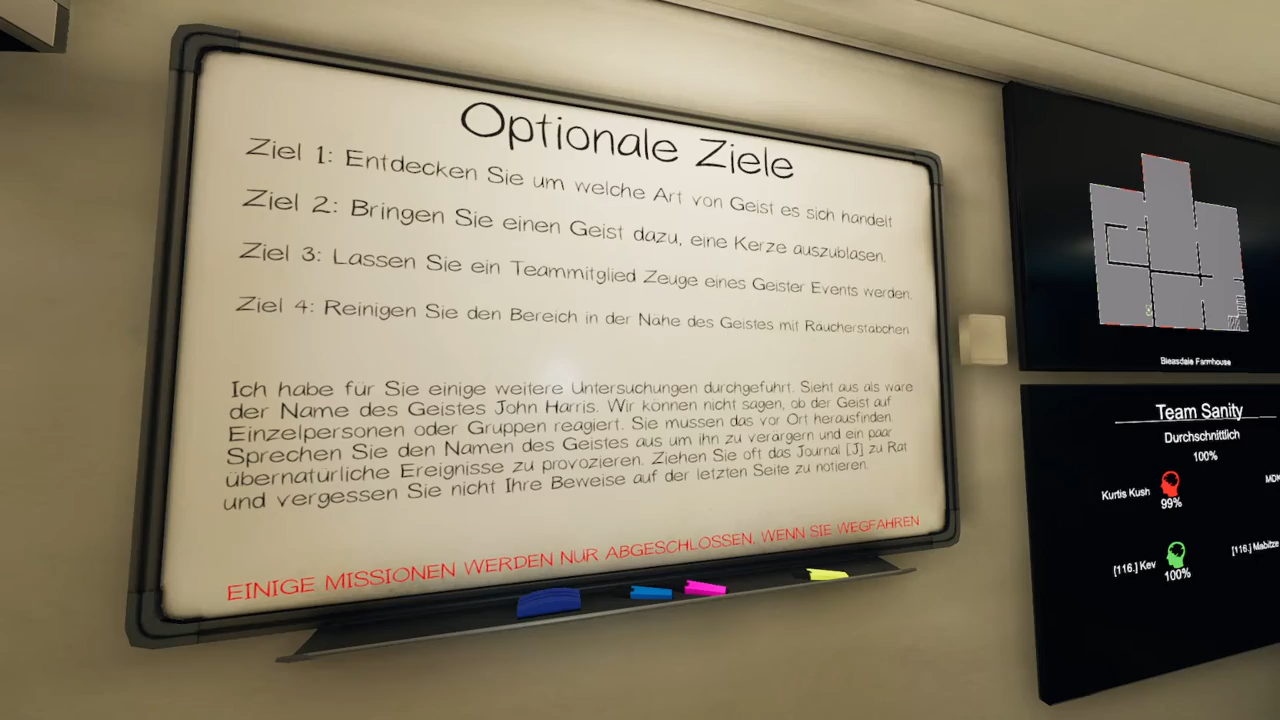 Optionale Ziele
Ziel 1: Entdecken Sie um welche Art von Geist es sich handelt
Ziel 2: Bringen Sie einen Geist dazu, eine Kerze auszublasen.
Ziel 3: Lassen Sie ein Teammitglied Zeuge eines Geister Events werden.
Ziel 4: Reinigen Sie den Bereich in der Nähe des Geistes mit Räucherstäbchen
Ich habe für Sie einige weitere Untersuchungen durchgeführt. Sieht aus als wäre
der Name des Geistes John Harris. Wir können nicht sagen, ob der Geist auf
Einzelpersonen oder Gruppen reagiert. Sie müssen das vor Ort herausfinden.
Sprechen Sie den Namen des Geistes aus um ihn zu verärgern und ein paar
übernatürliche Ereignisse zu provozieren. Ziehen Sie oft das Journal [J] zu Rat
und vergessen Sie nicht Ihre Beweise auf der letzten Seite zu notieren.
EINIGE MISSIONEN WERDEN NUR ABGESCHLOSSEN, WENN SIE WEGFAHREN
Bleasdale Farmhouse
Team Sanity
Durchschnittlich
100%
Kurtis Kush
99%
MDK
[116.] Kev
100%
[116.] Mabitze